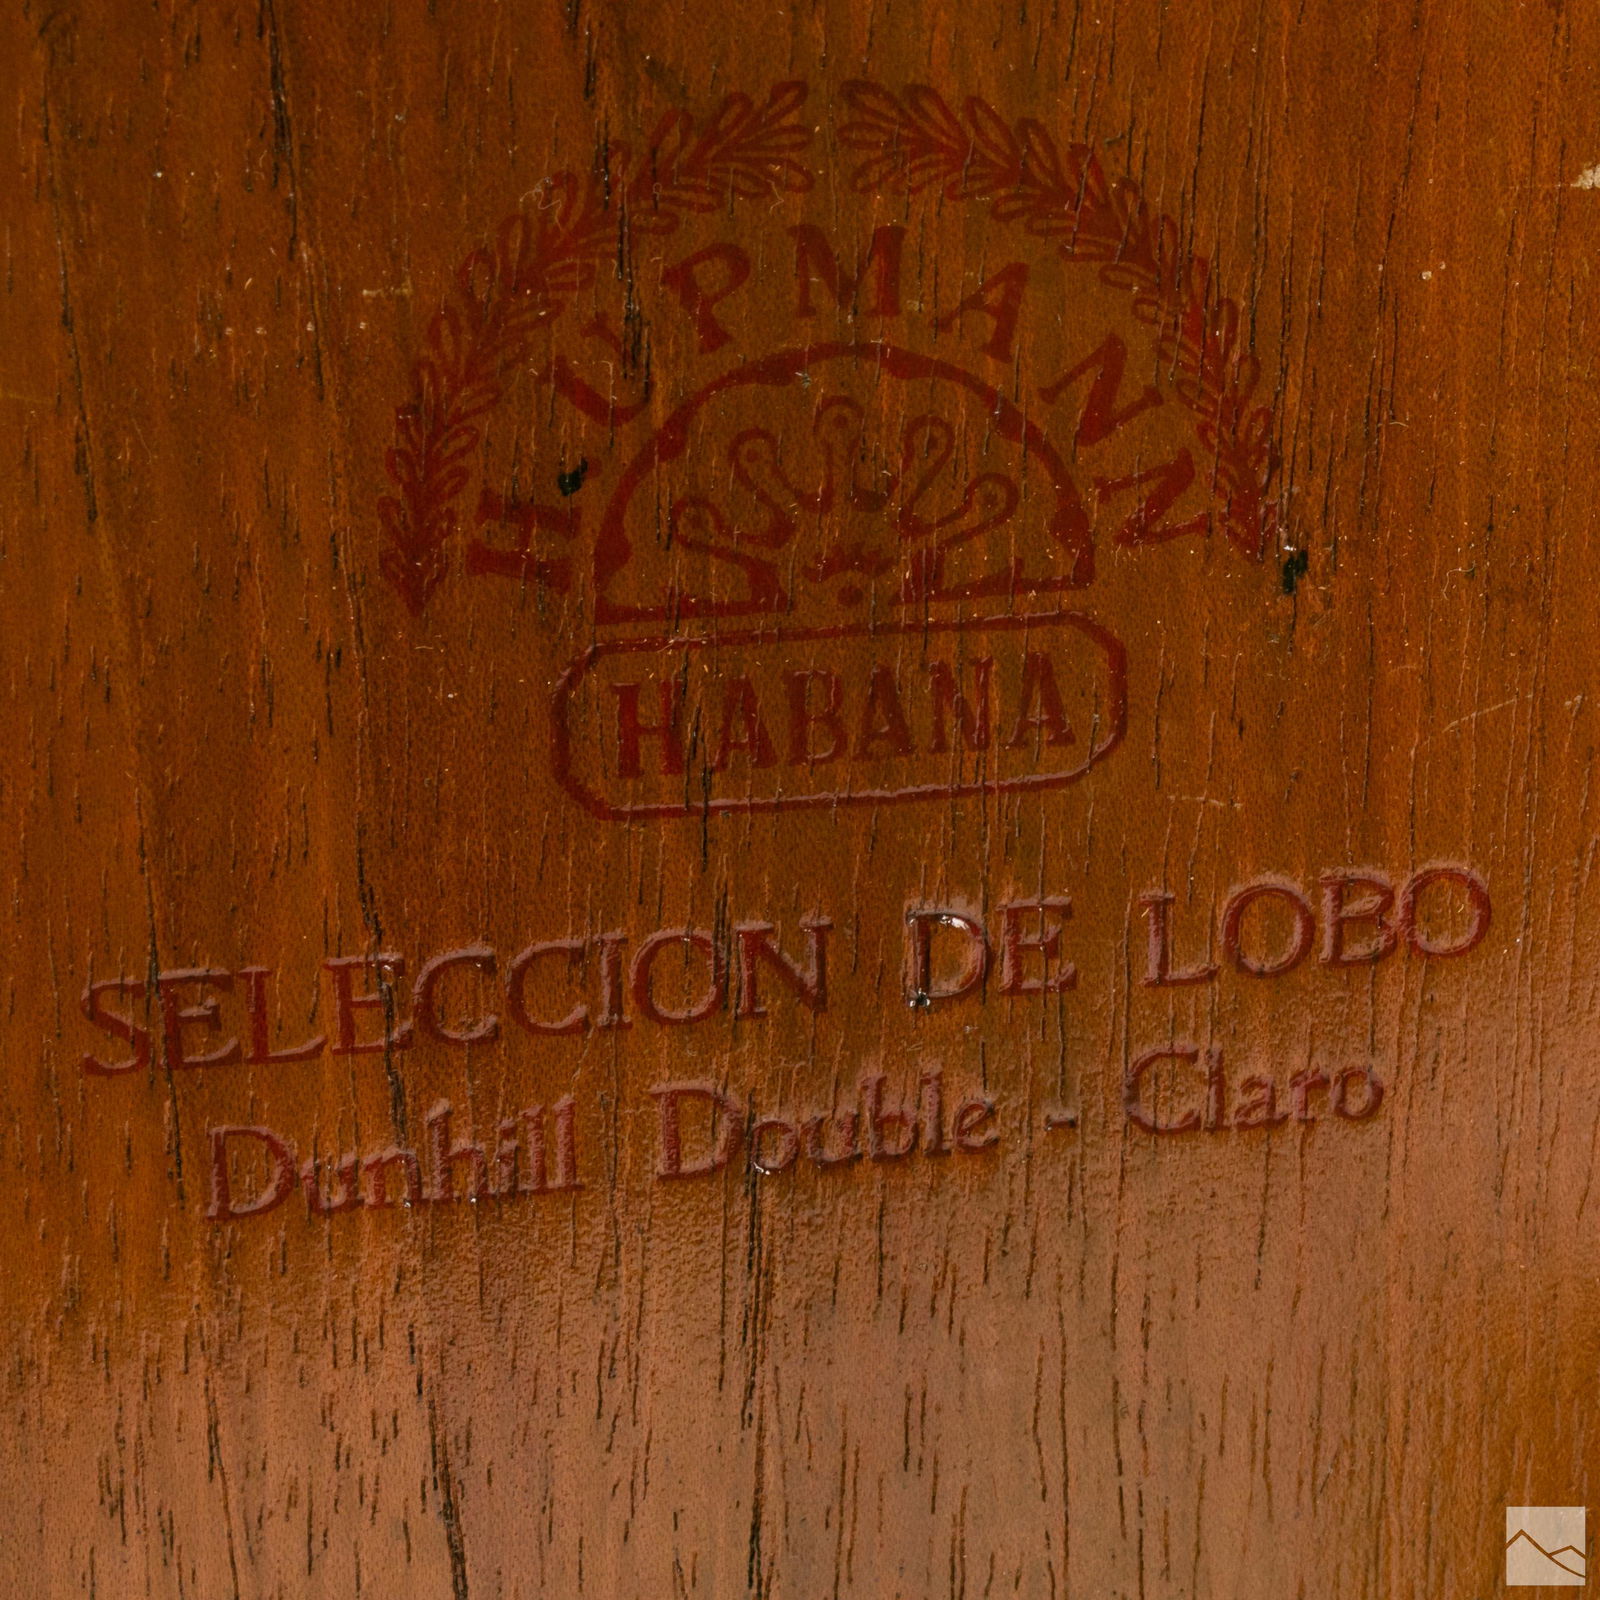 H. UPMANN
HABANA
SELECCION DE LOBO
Dunhill Double - Claro